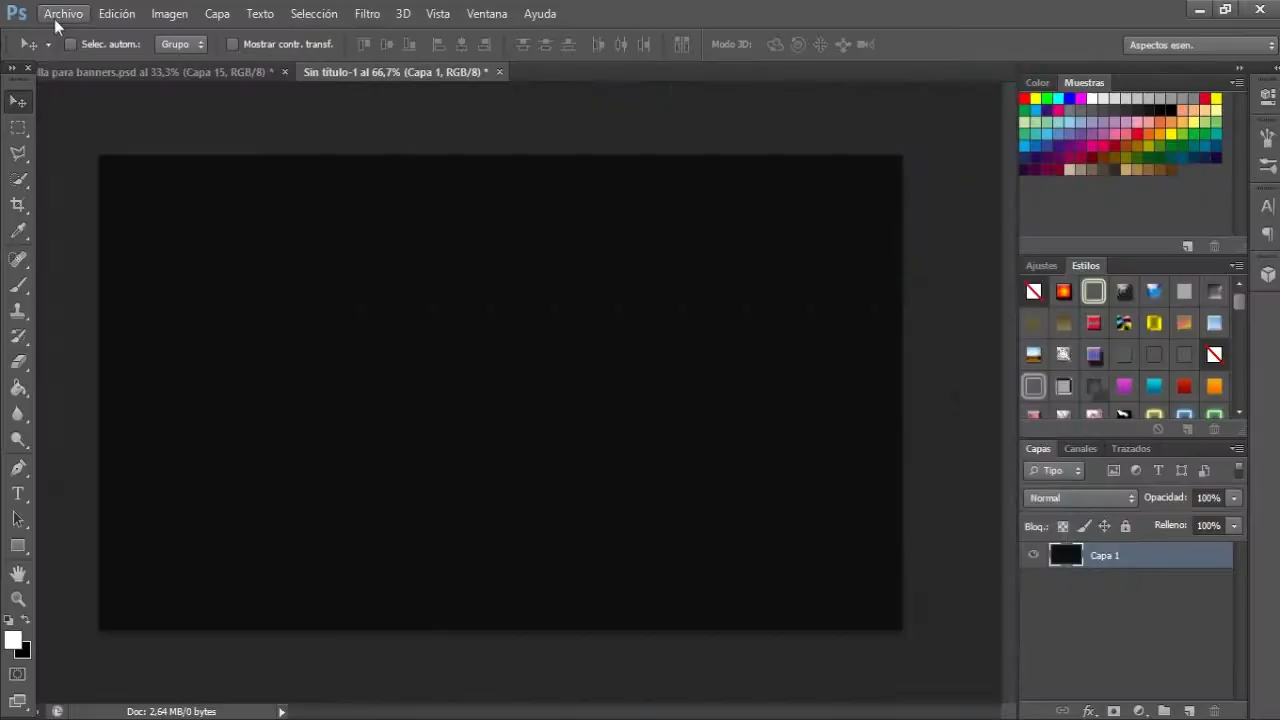 Ps Archivo Edición Imagen Capa Texto Selección Filtro 3D Vista Ventana Ayuda
Selec. autom.: Grupo Mostrar contr. transf. Modo 3D: Aspectos esen.
lla para banners.psd al 33,3% (Capa 15, RGB/8) * × Sin título-1 al 66,7% (Capa 1, RGB/8) * ×
Color Muestras
Ajustes Estilos
Capas Canales Trazados
Tipo
Normal Opacidad: 100%
Bloq.: Relleno: 100%
Capa 1
Doc: 2,64 MB/0 bytes